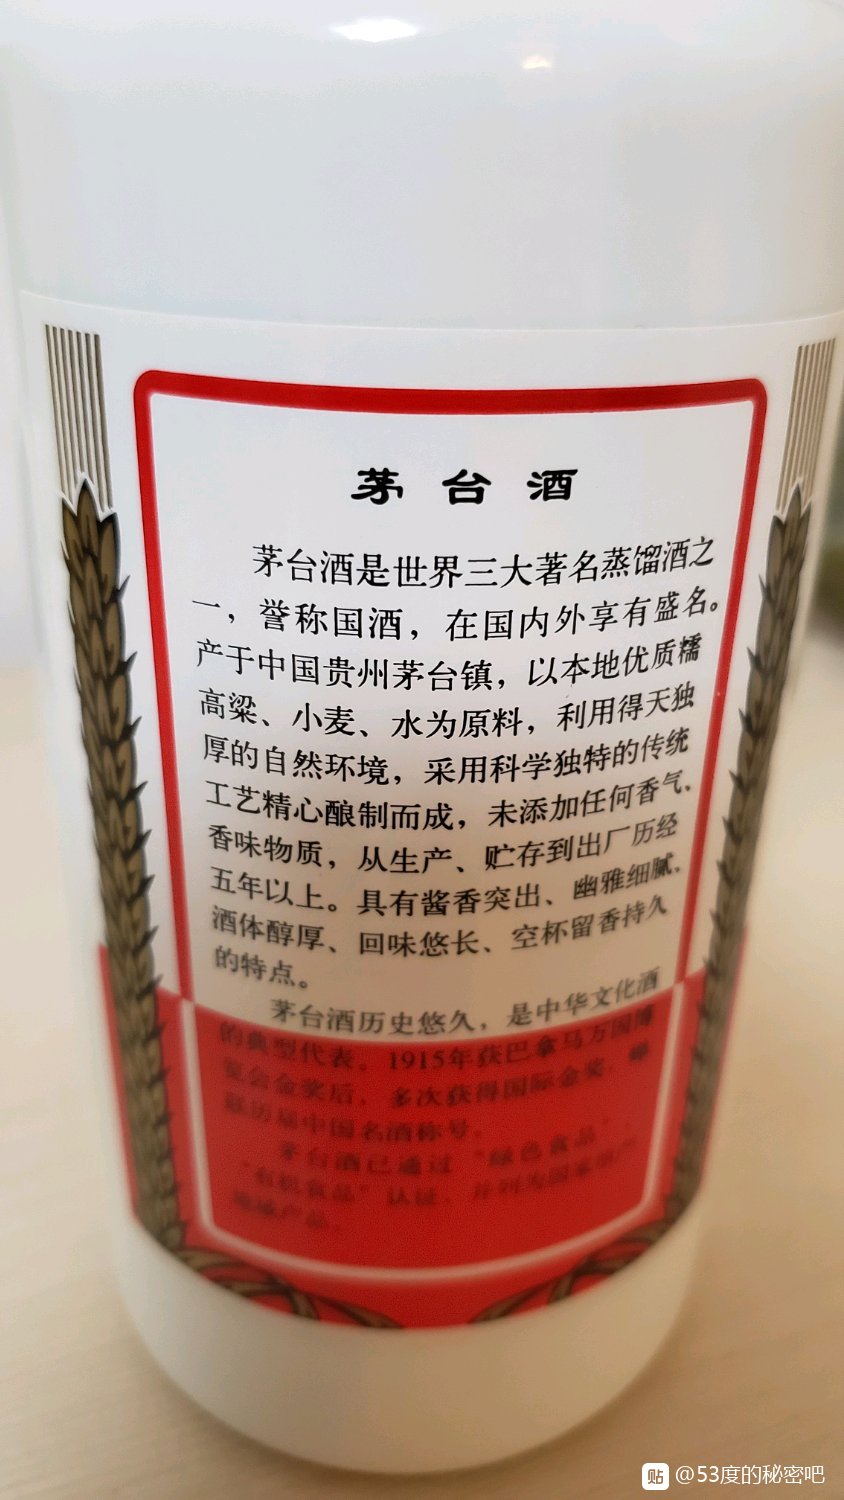 茅台酒
茅台酒是世界三大著名蒸馏酒之
一，誉称国酒，在国内外享有盛名。
产于中国贵州茅台镇，以本地优质糯
高粱、小麦、水为原料，利用得天独
厚的自然环境，采用科学独特的传统
工艺精心酿制而成，未添加任何香气、
香味物质，从生产、贮存到出厂历经
五年以上。具有酱香突出、幽雅细腻、
酒体醇厚、回味悠长、空杯留香持久
的特点。
茅台酒历史悠久，是中华文化酒
的典型代表。1915年获巴拿马万国博
览会金奖后，多次获得国际金奖，蝉
联历届中国名酒称号。
茅台酒已通过“绿色食品”、
“有机食品”认证，并列为国家
地域产品。
贴 @53度的秘密吧